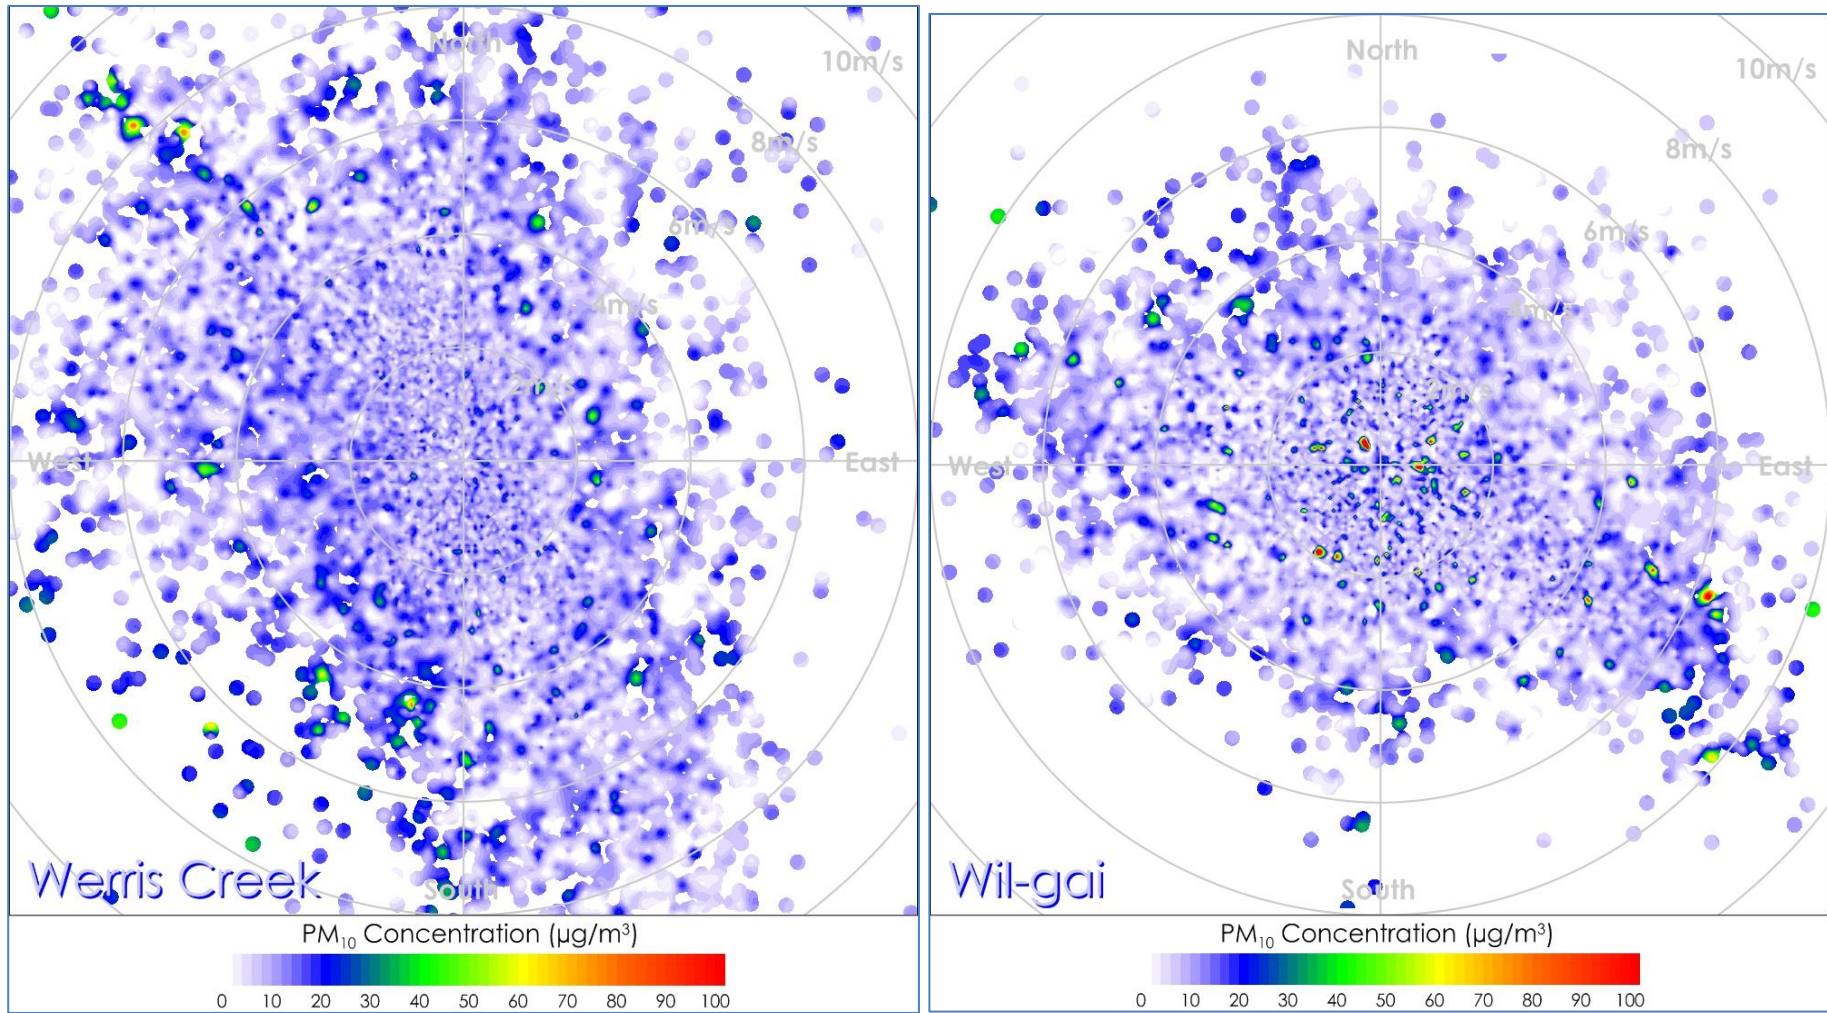 North
10m/s
8m/s
6m/s
4m/s
2m/s
West
East
South
Werris Creek
PM₁₀ Concentration (µg/m³)
0 10 20 30 40 50 60 70 80 90 100
North
10m/s
8m/s
6m/s
4m/s
2m/s
West
East
South
Wil-gai
PM₁₀ Concentration (µg/m³)
0 10 20 30 40 50 60 70 80 90 100